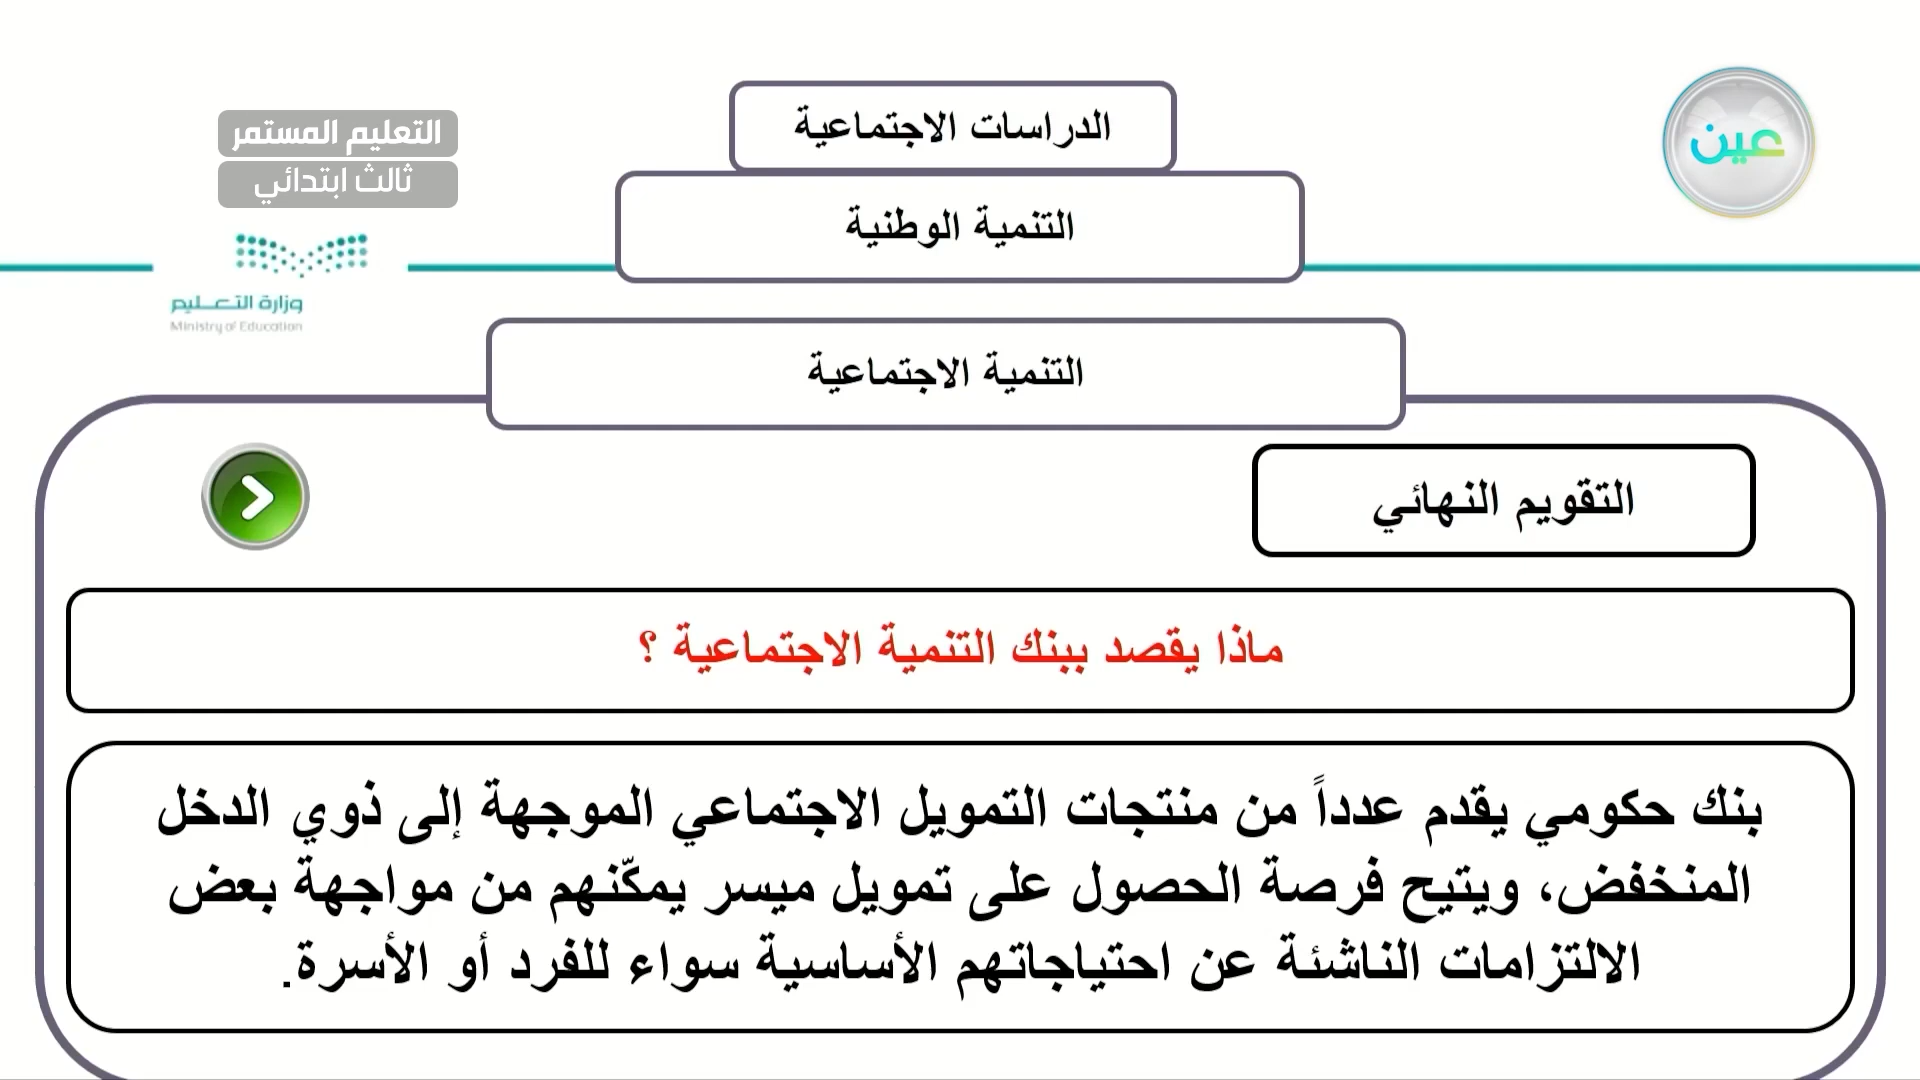 الدراسات الاجتماعية
عين
التعليم المستمر
ثالث ابتدائي
التنمية الوطنية
وزارة التعـــليم
Ministry of Education
التنمية الاجتماعية
التقويم النهائي
ماذا يقصد ببنك التنمية الاجتماعية ؟
بنك حكومي يقدم عدداً من منتجات التمويل الاجتماعي الموجهة إلى ذوي الدخل
المنخفض، ويتيح فرصة الحصول على تمويل ميسر يمكّنهم من مواجهة بعض
الالتزامات الناشئة عن احتياجاتهم الأساسية سواء للفرد أو الأسرة.